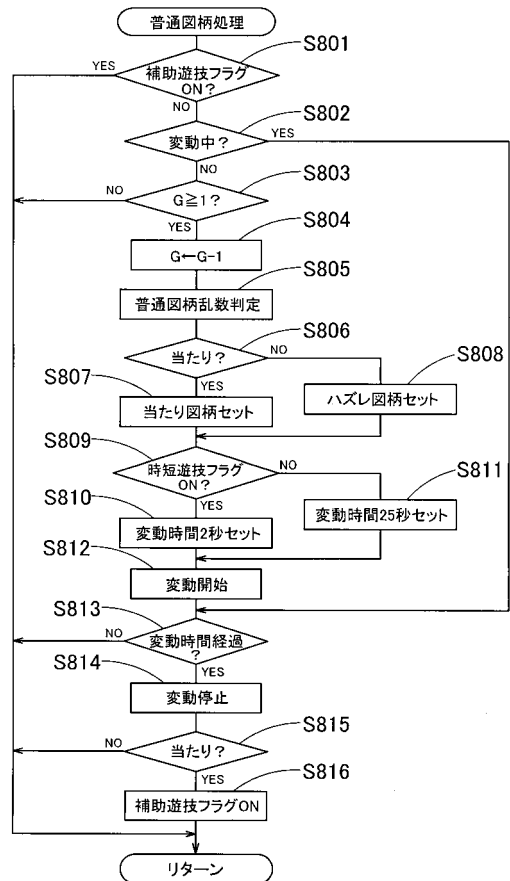 普通図柄処理
S801
YES
補助遊技フラグ
ON?
NO
S802
変動中?
YES
NO
S803
NO
G≧1?
YES
S804
G←G-1
S805
普通図柄乱数判定
S806
当たり?
NO
S807
YES
S808
当たり図柄セット
ハズレ図柄セット
S809
時短遊技フラグ
ON?
NO
S810
YES
S811
変動時間2秒セット
変動時間25秒セット
S812
変動開始
S813
NO
変動時間経過
?
S814
YES
変動停止
S815
NO
当たり?
YES
S816
補助遊技フラグON
リターン